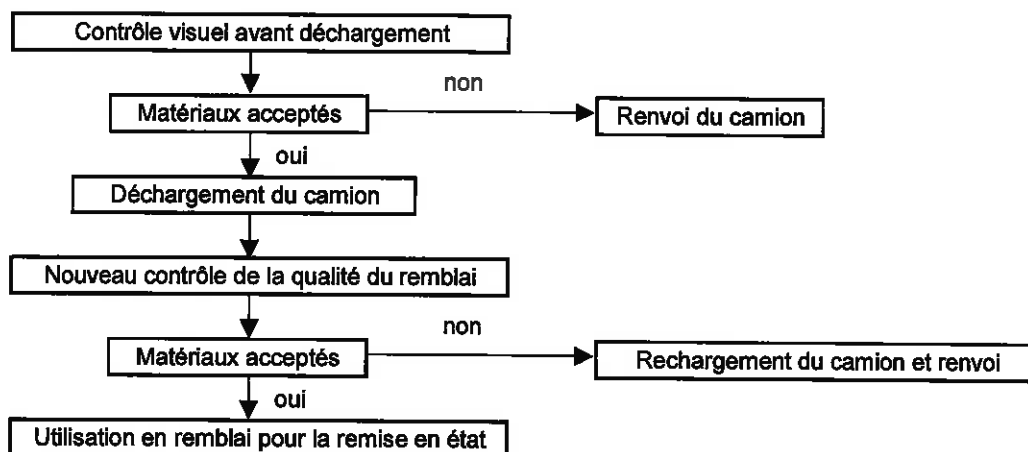 Contrôle visuel avant déchargement
non
Matériaux acceptés
Renvoi du camion
oui
Déchargement du camion
Nouveau contrôle de la qualité du remblai
non
Matériaux acceptés
Rechargement du camion et renvoi
oui
Utilisation en remblai pour la remise en état